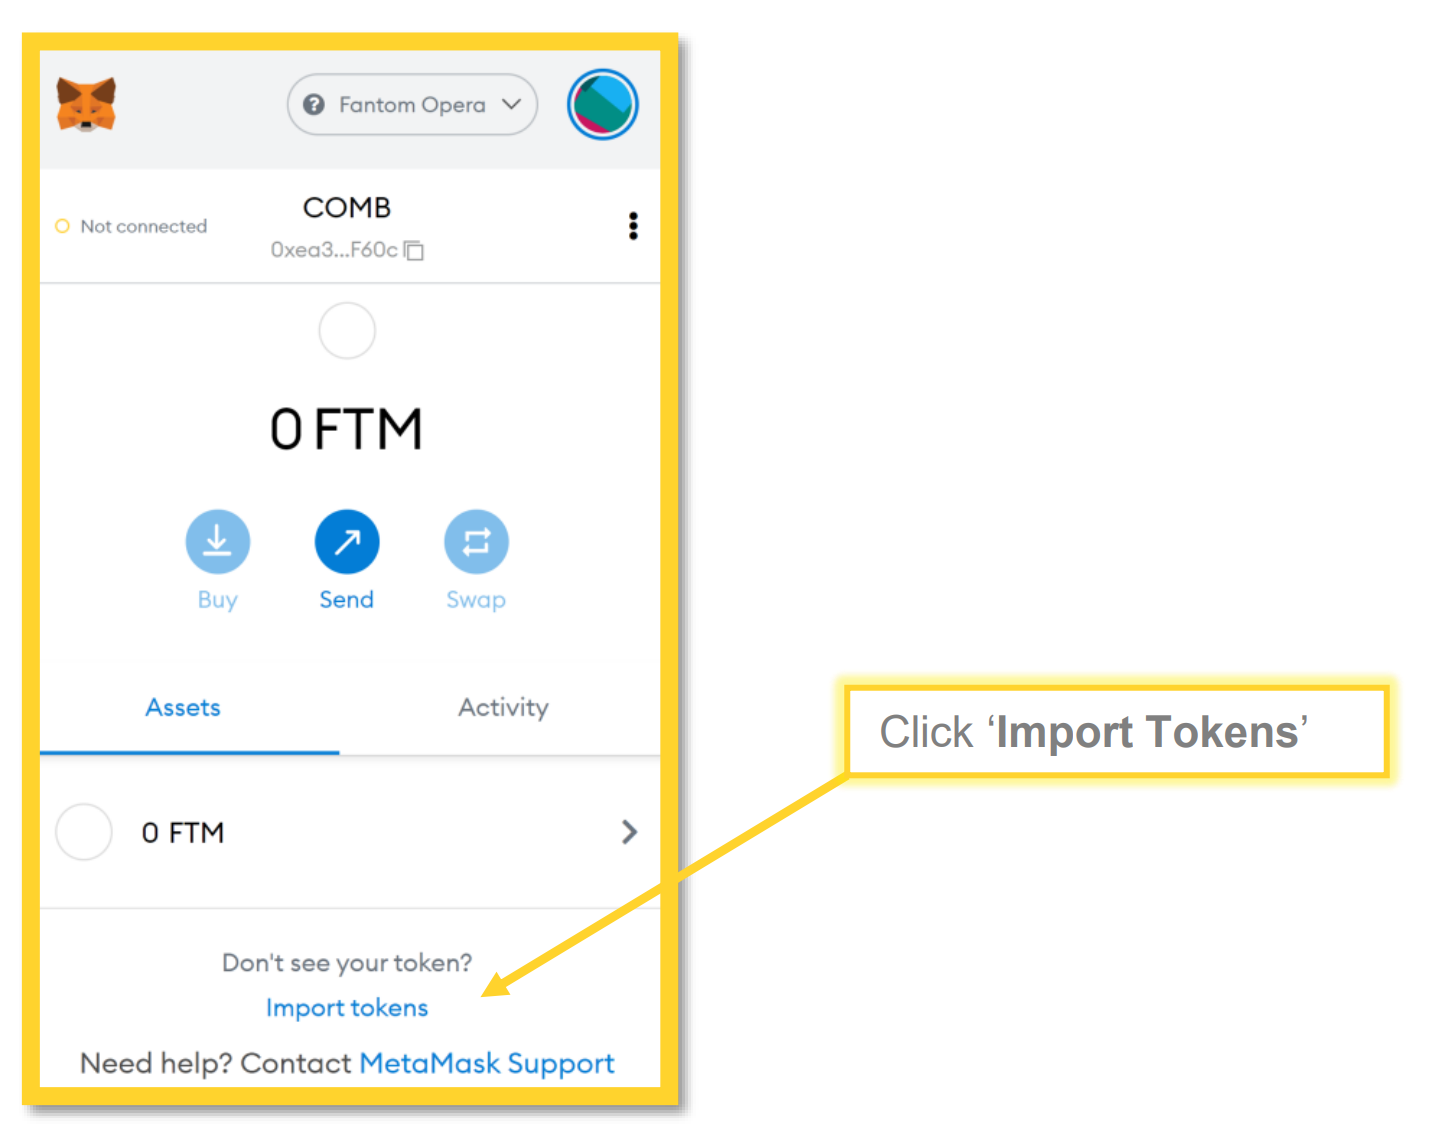 Fantom Opera
Not connected
COMB
0xea3...F60c
0 FTM
Buy
Send
Swap
Assets
Activity
0 FTM
Don't see your token?
Import tokens
Need help? Contact MetaMask Support
Click ‘Import Tokens’